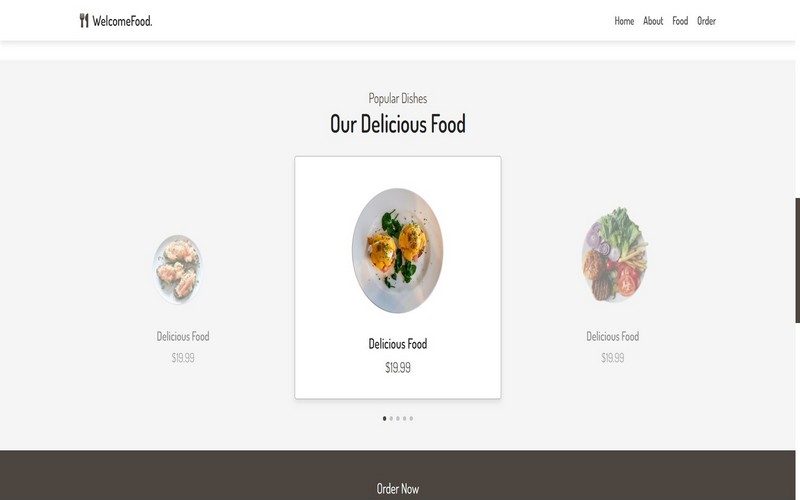 WelcomeFood.
Home About Food Order
Popular Dishes
Our Delicious Food
Delicious Food
$19.99
Delicious Food
$19.99
Delicious Food
$19.99
Order Now